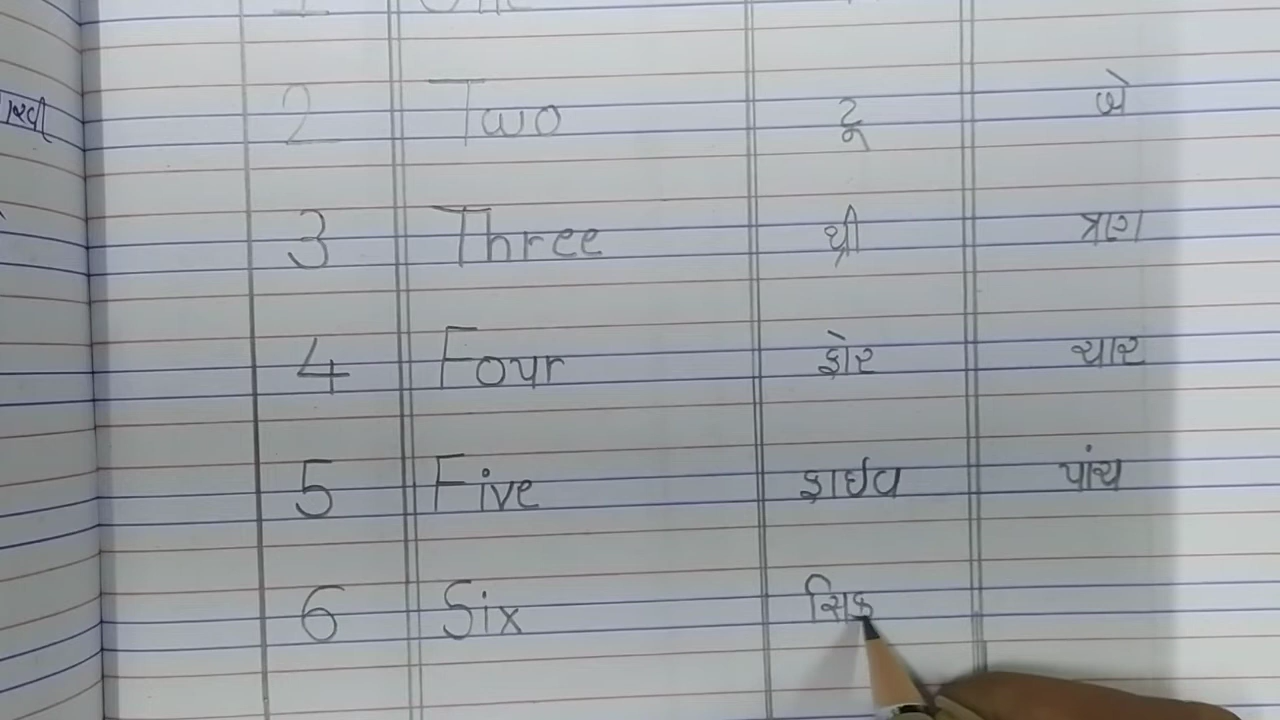 2 Two ટૂ બે
3 Three થ્રી ત્રણ
4 Four ફોર ચાર
5 Five ફાઇવ પાંચ
6 Six સિક